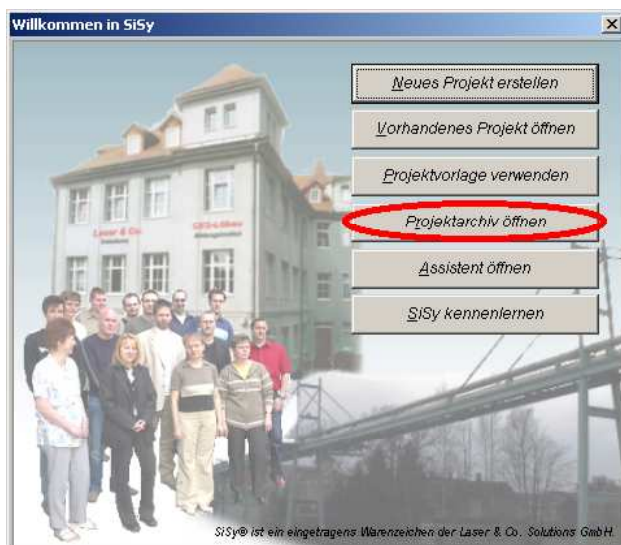 Willkommen in SiSy
Neues Projekt erstellen
Vorhandenes Projekt öffnen
Projektvorlage verwenden
Projektarchiv öffnen
Assistent öffnen
SiSy kennenlernen
Laser & Co.
SiSy® ist ein eingetragens Warenzeichen der Laser & Co. Solutions GmbH.